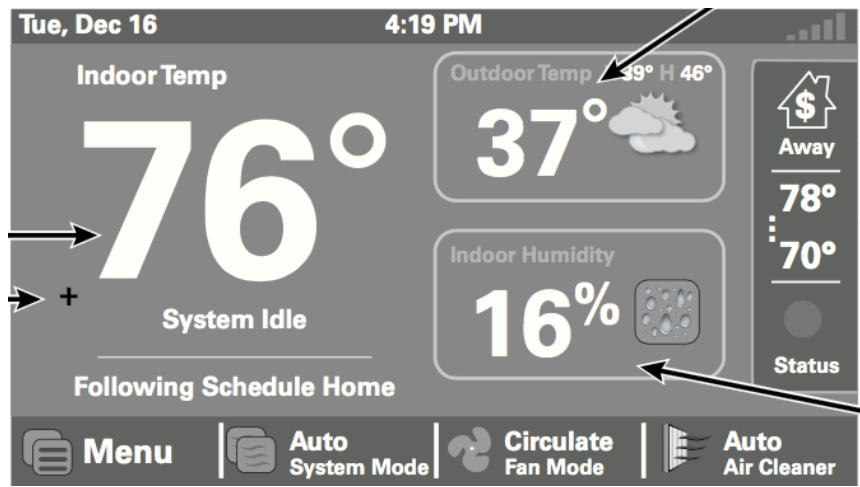 Tue, Dec 16 4:19 PM
Indoor Temp
76°
+
System Idle
Following Schedule Home
Outdoor Temp 39° H 46°
37°
Indoor Humidity
16%
$
Away
78°
70°
Status
Menu
Auto
System Mode
Circulate
Fan Mode
Auto
Air Cleaner